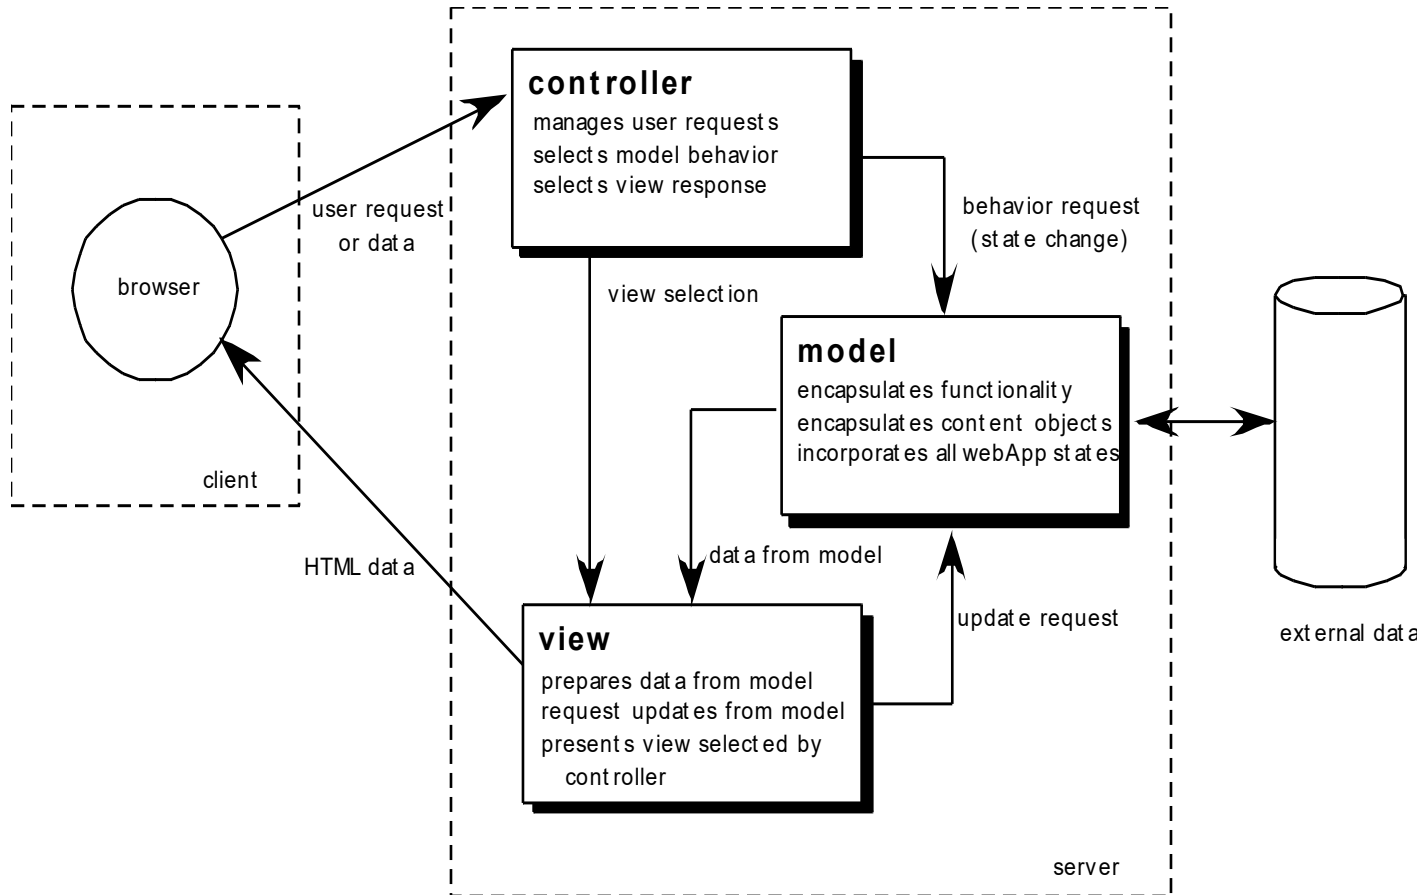 controller
manages user requests
selects model behavior
selects view response
user request
or data
behavior request
(state change)
browser
view selection
model
encapsulates functionality
encapsulates content objects
incorporates all webApp states
client
HTML data
data from model
view
prepares data from model
request updates from model
presents view selected by
controller
update request
external data
server